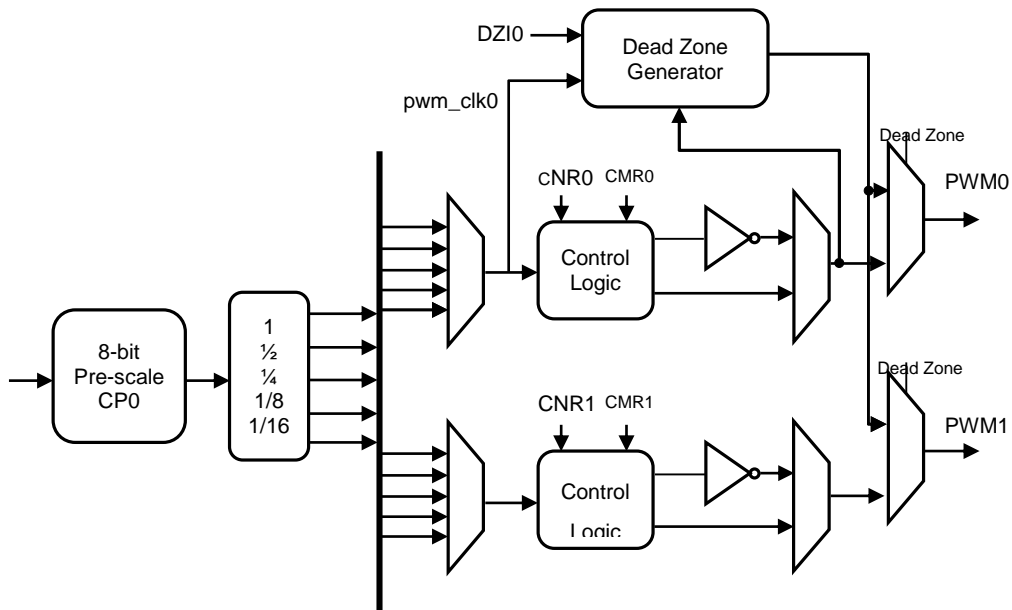 DZI0
Dead Zone
Generator
pwm_clk0
Dead Zone
PWM0
CNR0
CMR0
Control
Logic
8-bit
Pre-scale
CP0
1
½
¼
1/8
1/16
Dead Zone
PWM1
CNR1
CMR1
Control
Logic